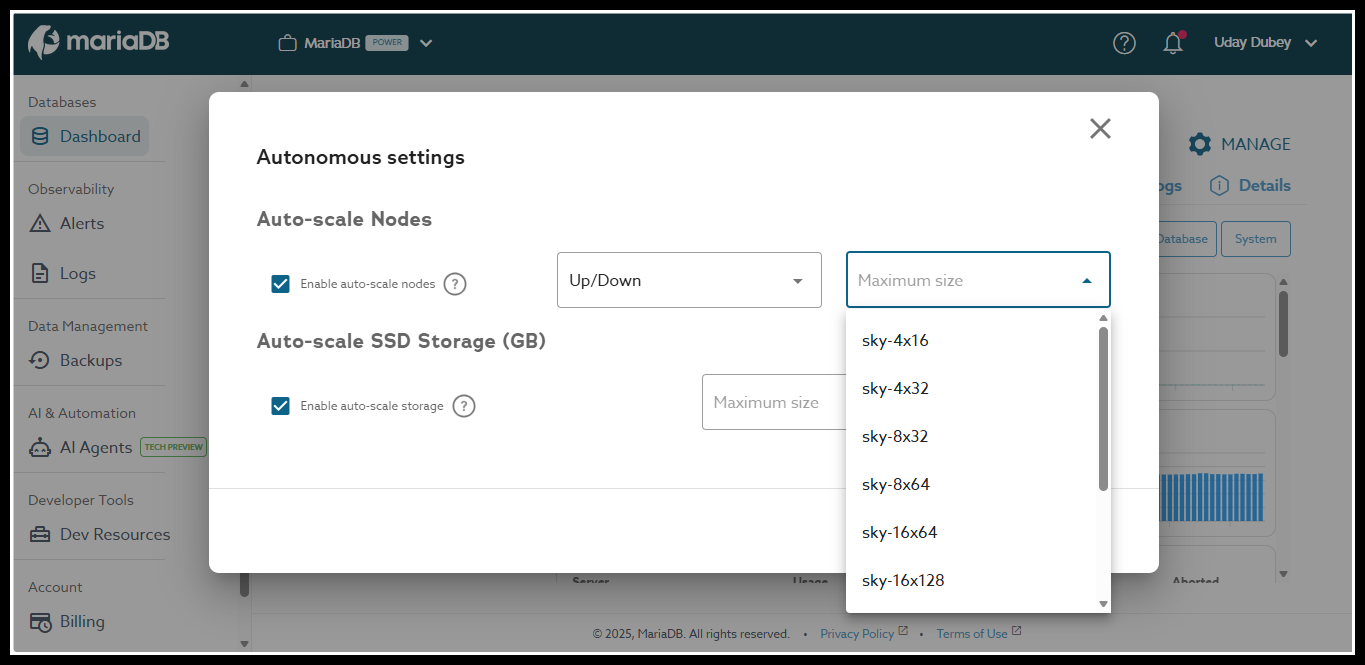 mariaDB
MariaDB POWER
Uday Dubey
Databases
Dashboard
Observability
Alerts
Logs
Data Management
Backups
AI & Automation
AI Agents TECH PREVIEW
Developer Tools
Dev Resources
Account
Billing
MANAGE
ogs Details
Database System
Autonomous settings
Auto-scale Nodes
Enable auto-scale nodes ?
Up/Down
Maximum size
sky-4x16
sky-4x32
sky-8x32
sky-8x64
sky-16x64
sky-16x128
Auto-scale SSD Storage (GB)
Enable auto-scale storage ?
Maximum size
Server Usage Aborted
© 2025, MariaDB. All rights reserved. • Privacy Policy • Terms of Use